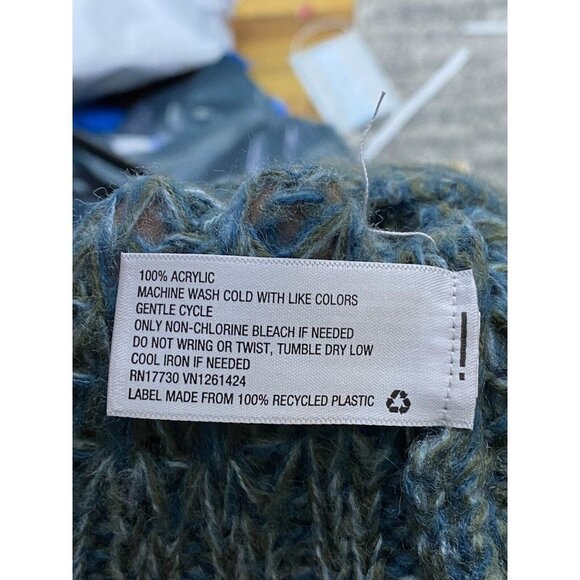 100% ACRYLIC
MACHINE WASH COLD WITH LIKE COLORS
GENTLE CYCLE
ONLY NON-CHLORINE BLEACH IF NEEDED
DO NOT WRING OR TWIST, TUMBLE DRY LOW
COOL IRON IF NEEDED
RN17730 VN1261424
LABEL MADE FROM 100% RECYCLED PLASTIC